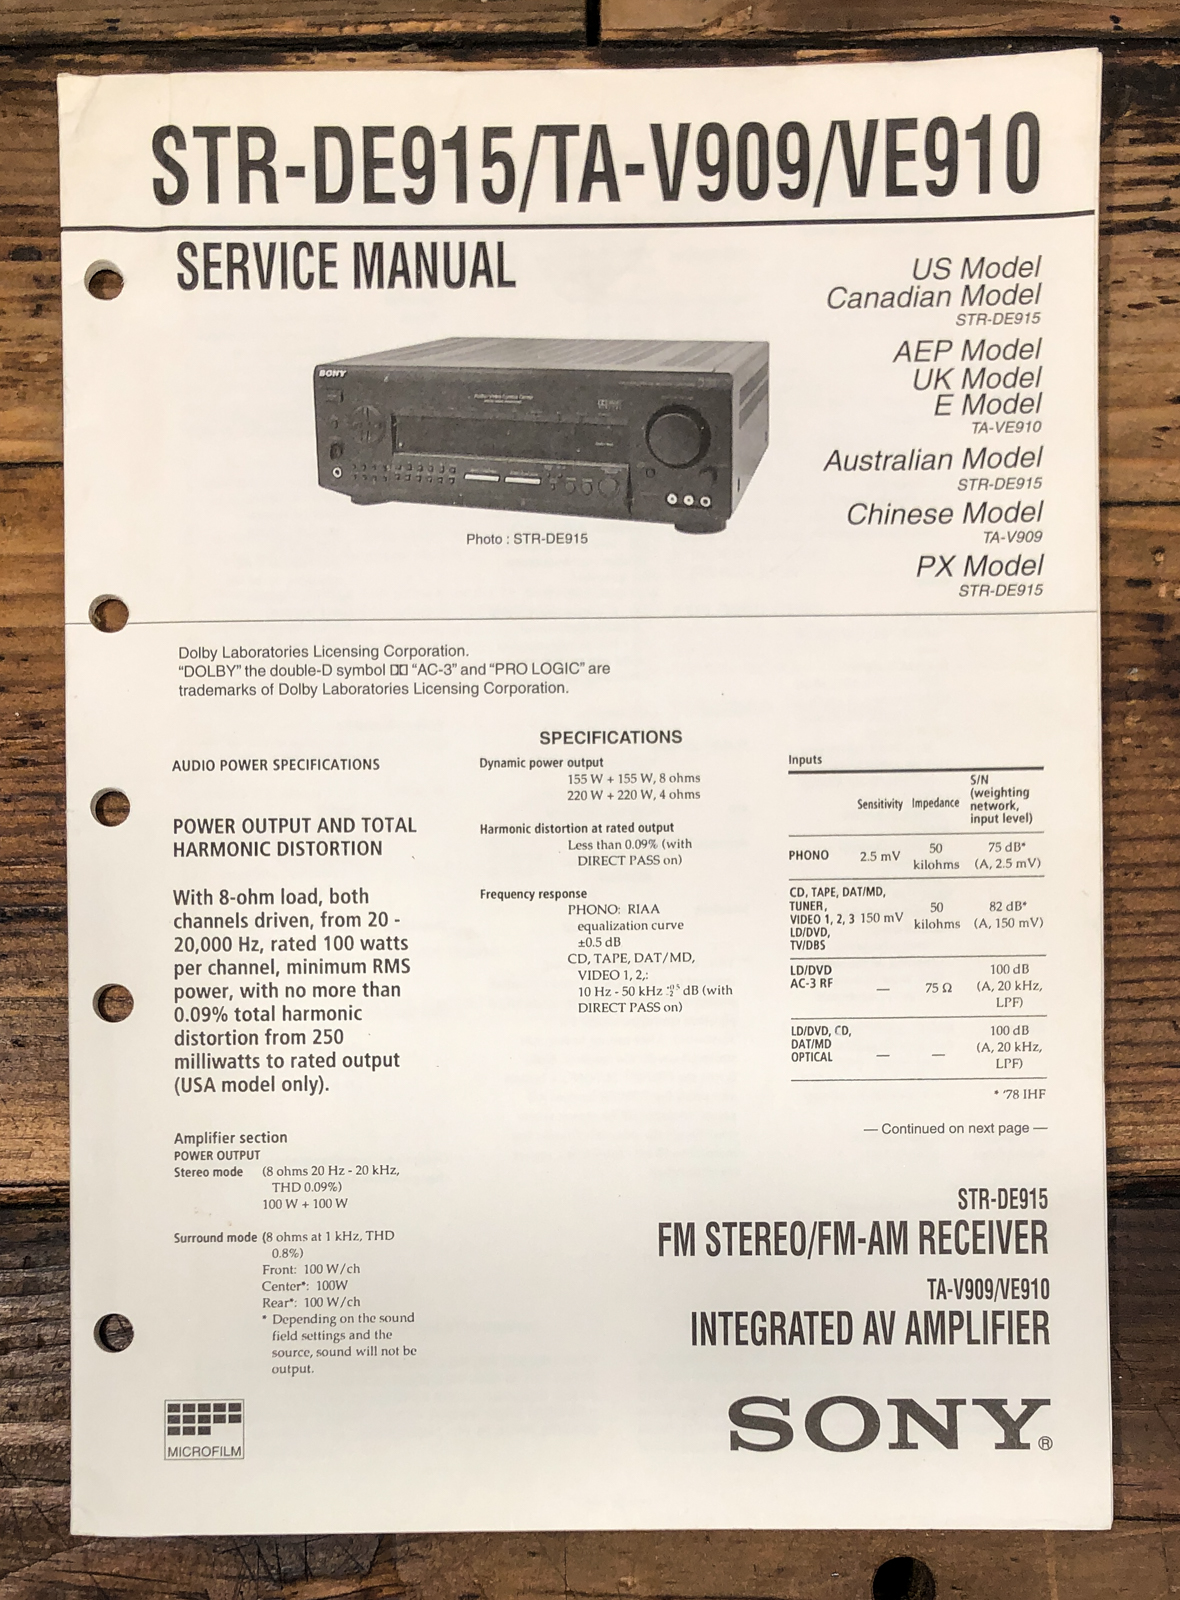 STR-DE915/TA-V909/VE910
SERVICE MANUAL
US Model
Canadian Model
STR-DE915
AEP Model
UK Model
E Model
TA-VE910
Australian Model
STR-DE915
Chinese Model
TA-V909
PX Model
STR-DE915
SONY
Photo : STR-DE915
Dolby Laboratories Licensing Corporation.
“DOLBY” the double-D symbol “AC-3” and “PRO LOGIC” are
trademarks of Dolby Laboratories Licensing Corporation.
SPECIFICATIONS
AUDIO POWER SPECIFICATIONS
POWER OUTPUT AND TOTAL
HARMONIC DISTORTION
With 8-ohm load, both
channels driven, from 20 -
20,000 Hz, rated 100 watts
per channel, minimum RMS
power, with no more than
0.09% total harmonic
distortion from 250
milliwatts to rated output
(USA model only).
Amplifier section
POWER OUTPUT
Stereo mode (8 ohms 20 Hz - 20 kHz,
THD 0.09%)
100 W + 100 W
Surround mode (8 ohms at 1 kHz, THD
0.8%)
Front: 100 W/ch
Center*: 100W
Rear*: 100 W/ch
* Depending on the sound
field settings and the
source, sound will not be
output.
MICROFILM
Dynamic power output
155 W + 155 W, 8 ohms
220 W + 220 W, 4 ohms
Harmonic distortion at rated output
Less than 0.09% (with
DIRECT PASS on)
Frequency response
PHONO: RIAA
equalization curve
±0.5 dB
CD, TAPE, DAT/MD,
VIDEO 1, 2,:
10 Hz - 50 kHz dB (with
DIRECT PASS on)
Inputs
S/N
(weighting
Sensitivity Impedance network,
input level)
PHONO 2.5 mV 50 kilohms 75 dB* (A, 2.5 mV)
CD, TAPE, DAT/MD,
TUNER,
VIDEO 1, 2, 3 150 mV 50 kilohms 82 dB* (A, 150 mV)
LD/DVD,
TV/DBS
LD/DVD 100 dB
AC-3 RF — 75 Ω (A, 20 kHz,
LPF)
LD/DVD, CD, 100 dB
DAT/MD (A, 20 kHz,
OPTICAL — — LPF)
* '78 IHF
— Continued on next page —
STR-DE915
FM STEREO/FM-AM RECEIVER
TA-V909/VE910
INTEGRATED AV AMPLIFIER
SONY®